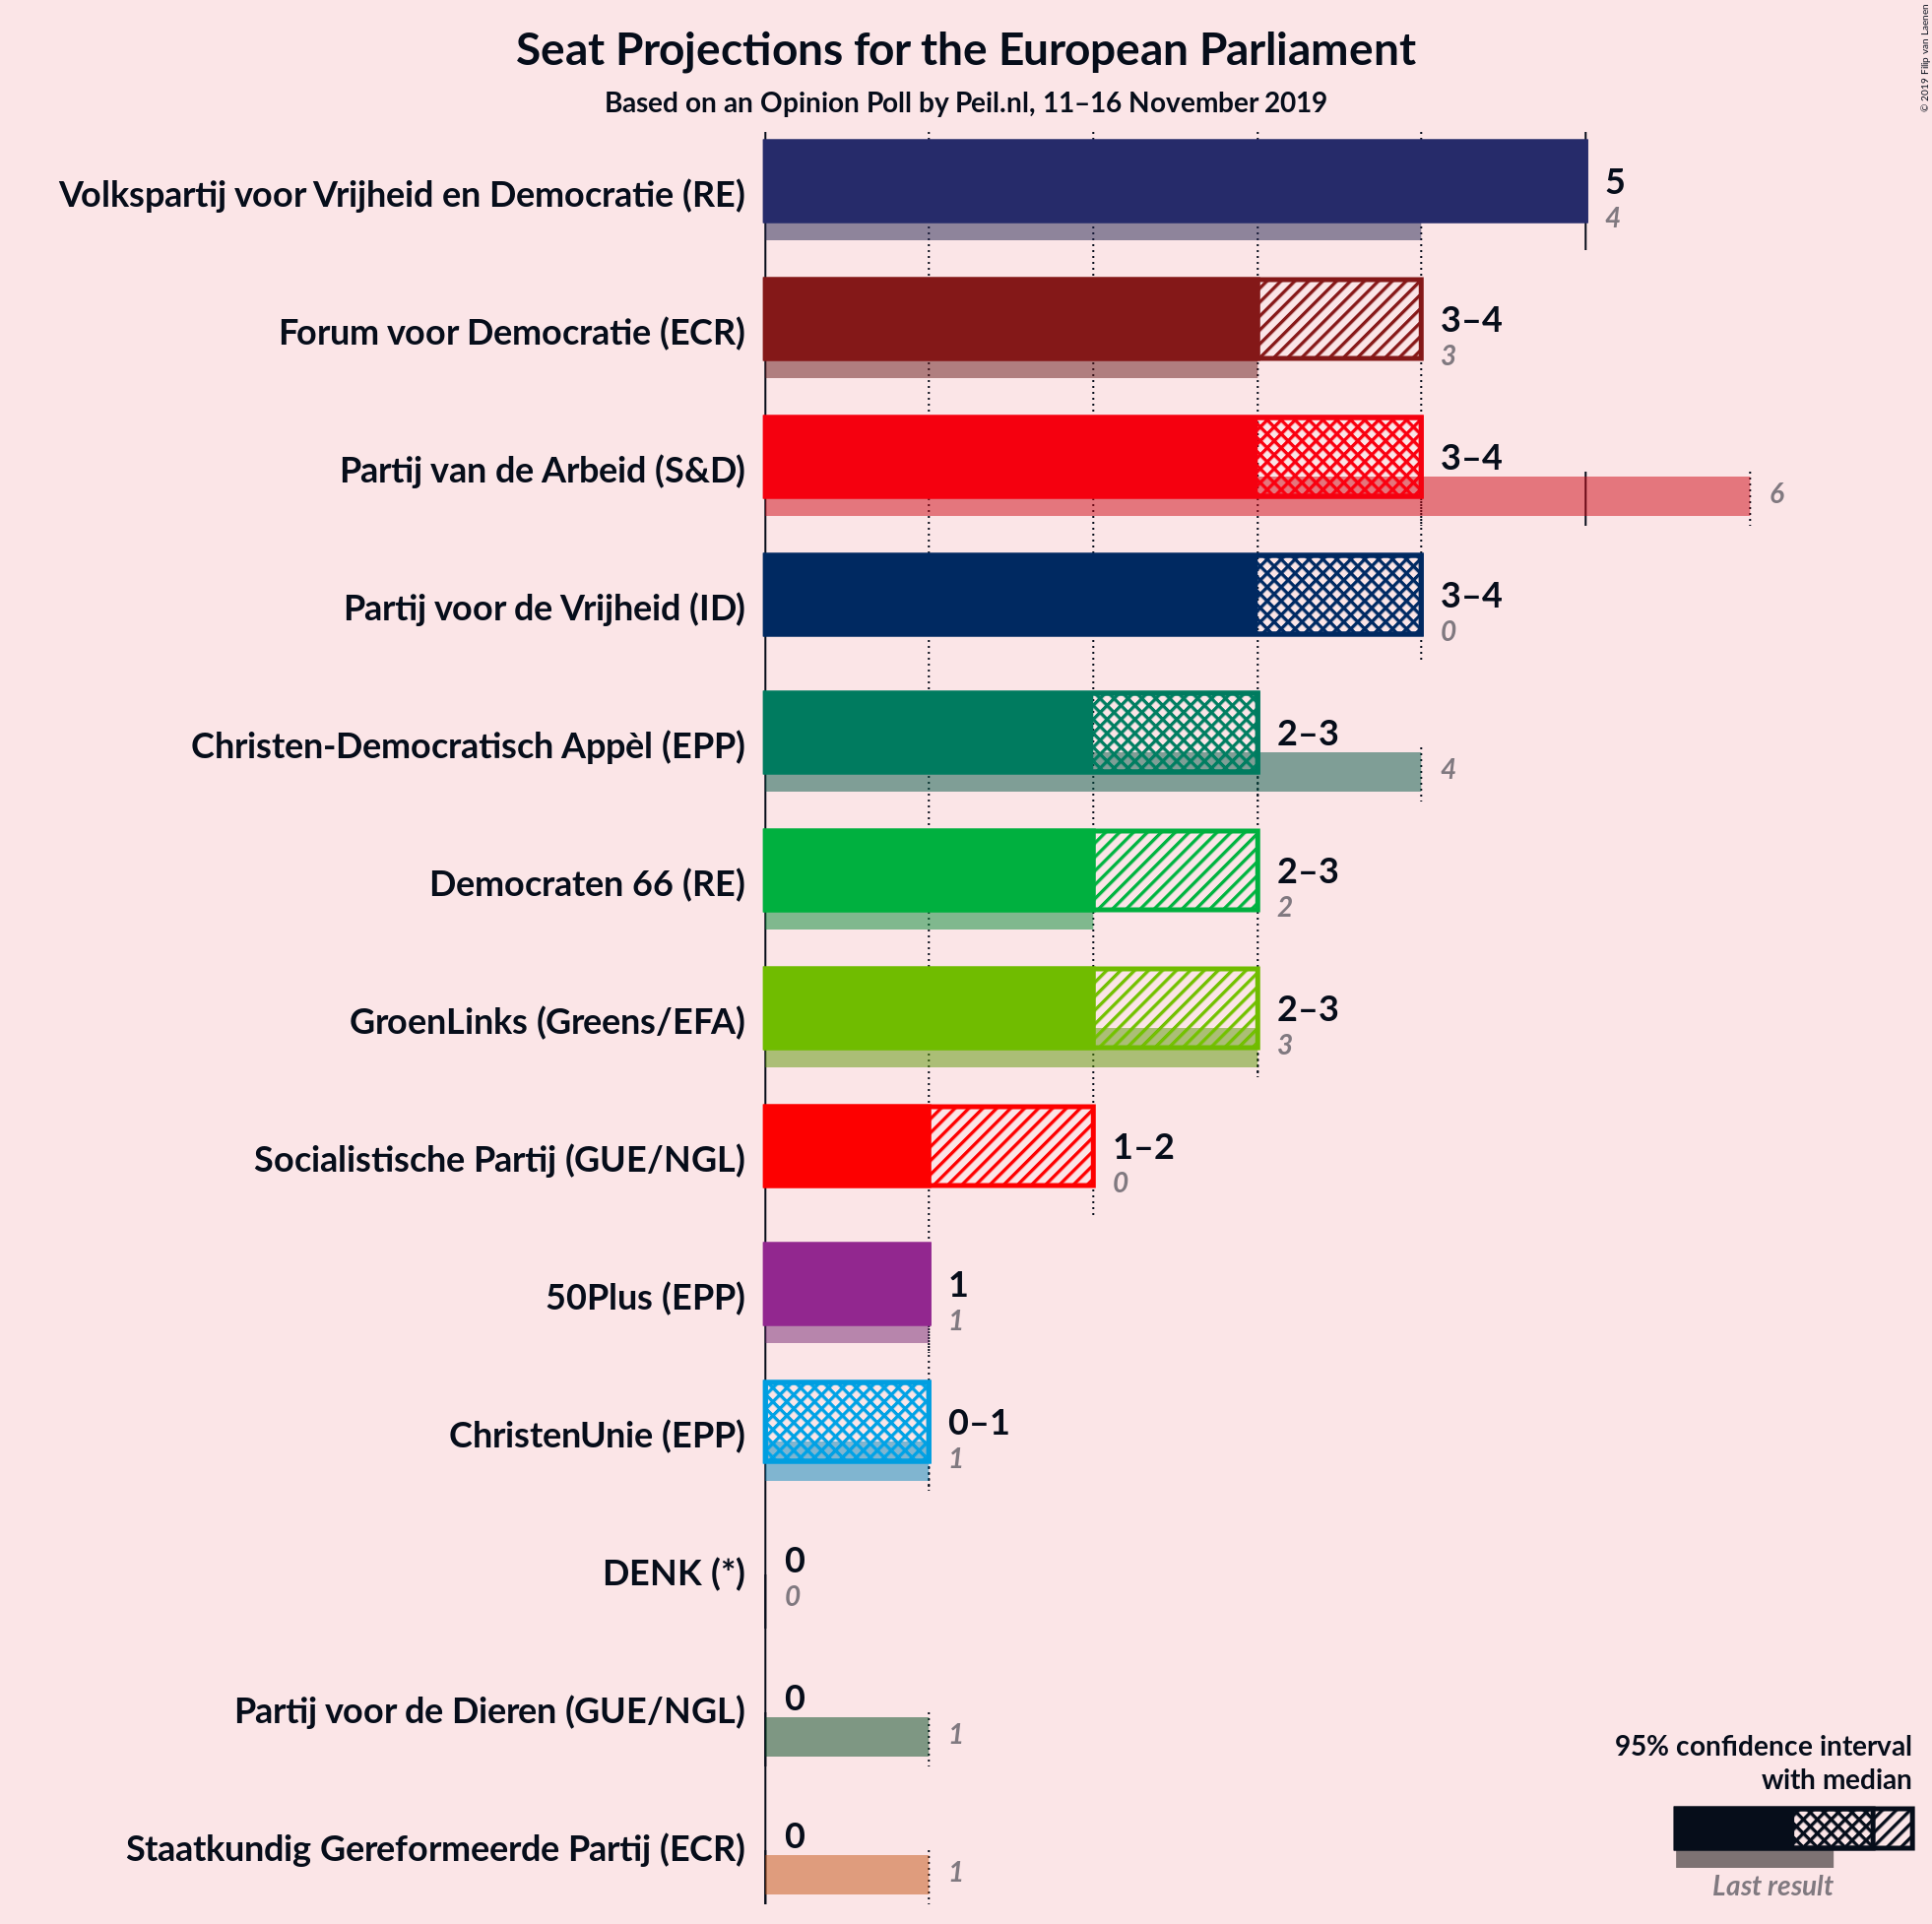 Seat Projections for the European Parliament
Based on an Opinion Poll by Peil.nl, 11–16 November 2019
© 2019 Filip van Laenen
Volkspartij voor Vrijheid en Democratie (RE)
5
4
Forum voor Democratie (ECR)
3–4
3
Partij van de Arbeid (S&D)
3–4
6
Partij voor de Vrijheid (ID)
3–4
0
Christen-Democratisch Appèl (EPP)
2–3
4
Democraten 66 (RE)
2–3
2
GroenLinks (Greens/EFA)
2–3
3
Socialistische Partij (GUE/NGL)
1–2
0
50Plus (EPP)
1
1
ChristenUnie (EPP)
0–1
1
DENK (*)
0
0
Partij voor de Dieren (GUE/NGL)
0
1
Staatkundig Gereformeerde Partij (ECR)
0
1
95% confidence interval
with median
Last result